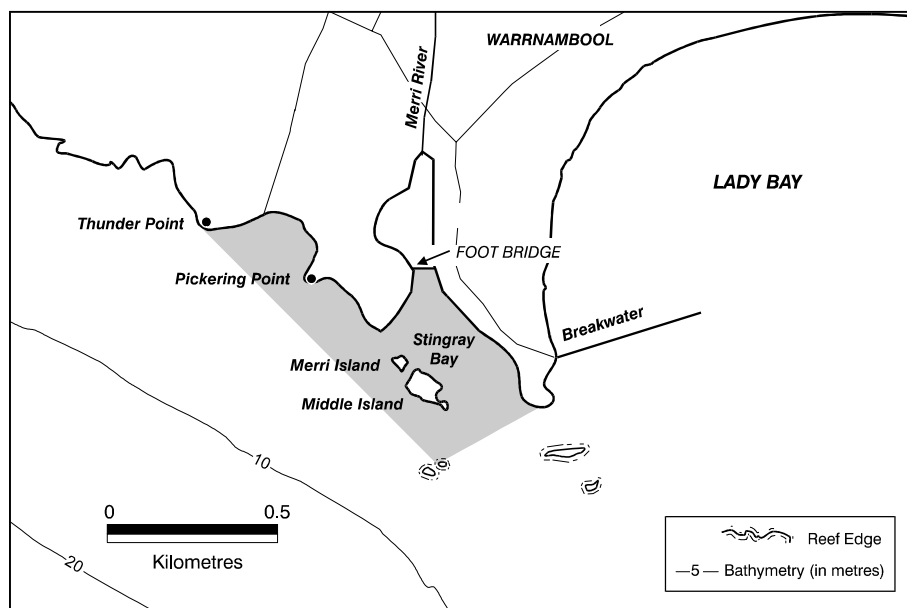 WARRNAMBOOL
Merri River
LADY BAY
Thunder Point
FOOT BRIDGE
Pickering Point
Breakwater
Stingray
Bay
Merri Island
Middle Island
10
0 0.5
Kilometres
20
Reef Edge
—5— Bathymetry (in metres)